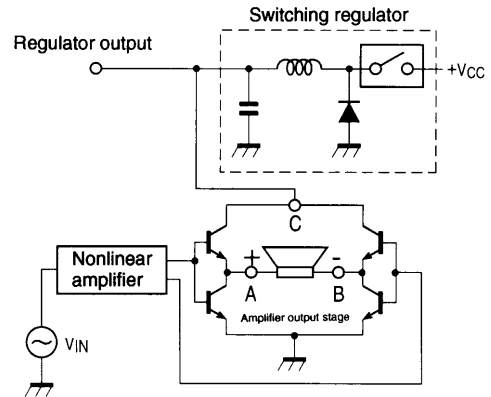 Switching regulator
Regulator output
+VCC
C
Nonlinear
amplifier
+
-
A
B
Amplifier output stage
VIN